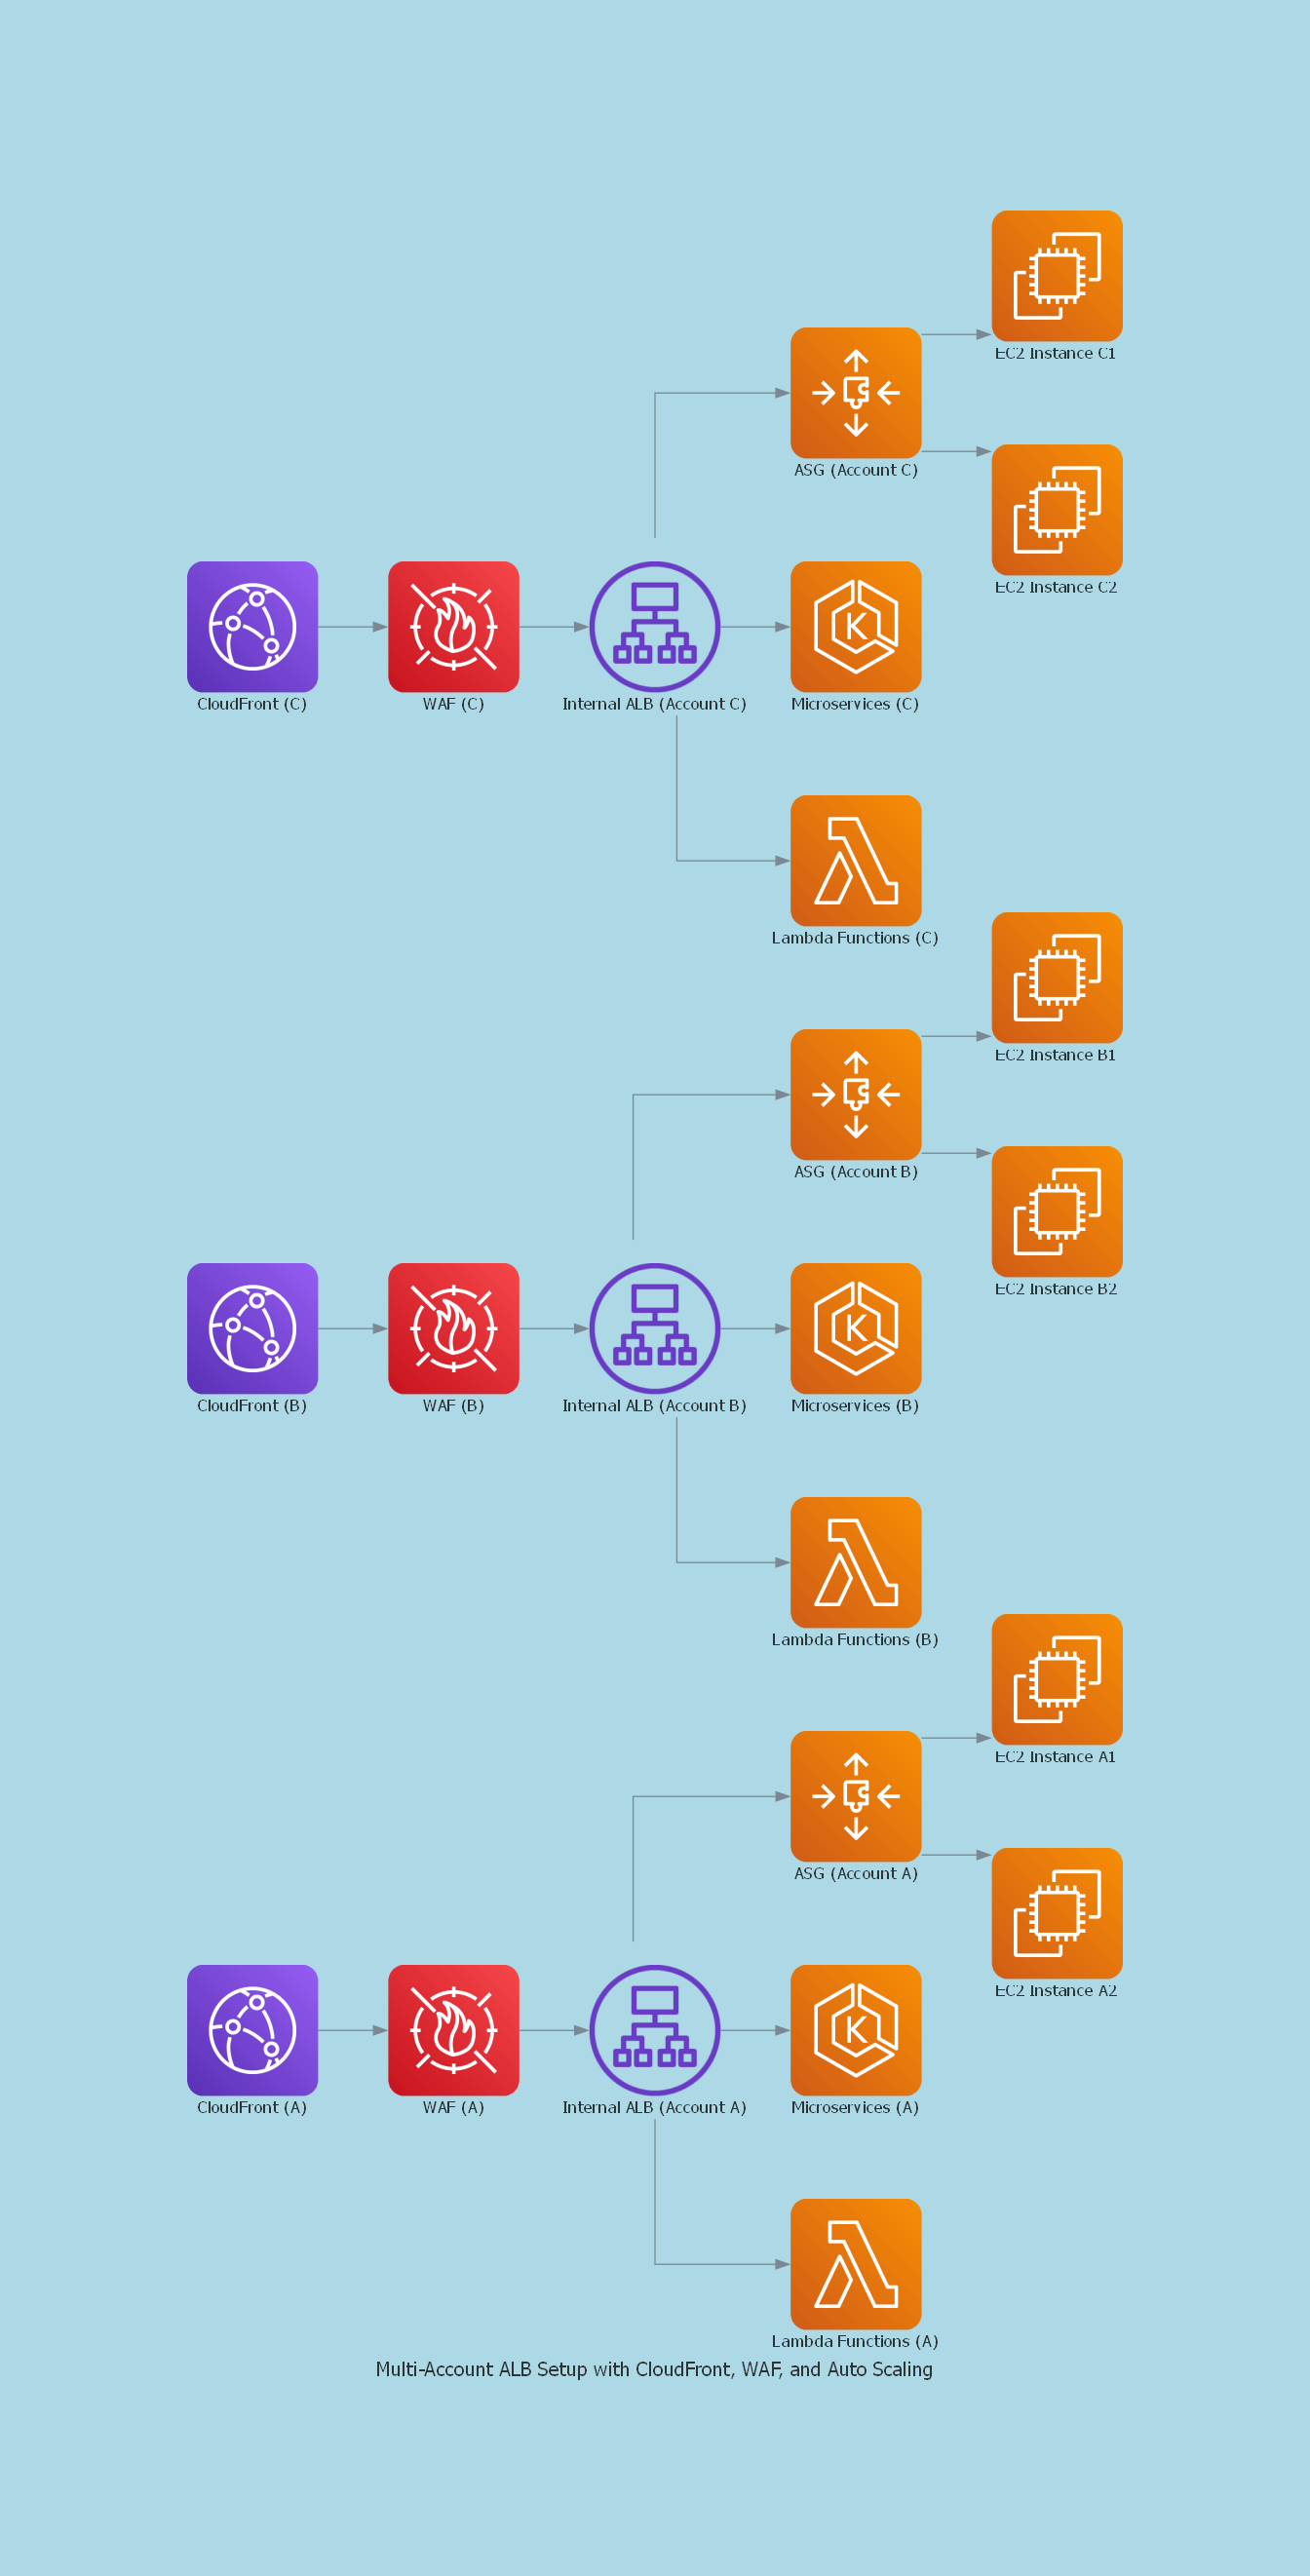 EC2 Instance C1
ASG (Account C)
EC2 Instance C2
CloudFront (C)
WAF (C)
Internal ALB (Account C)
Microservices (C)
Lambda Functions (C)
EC2 Instance B1
ASG (Account B)
EC2 Instance B2
CloudFront (B)
WAF (B)
Internal ALB (Account B)
Microservices (B)
Lambda Functions (B)
EC2 Instance A1
ASG (Account A)
EC2 Instance A2
CloudFront (A)
WAF (A)
Internal ALB (Account A)
Microservices (A)
Lambda Functions (A)
Multi-Account ALB Setup with CloudFront, WAF, and Auto Scaling